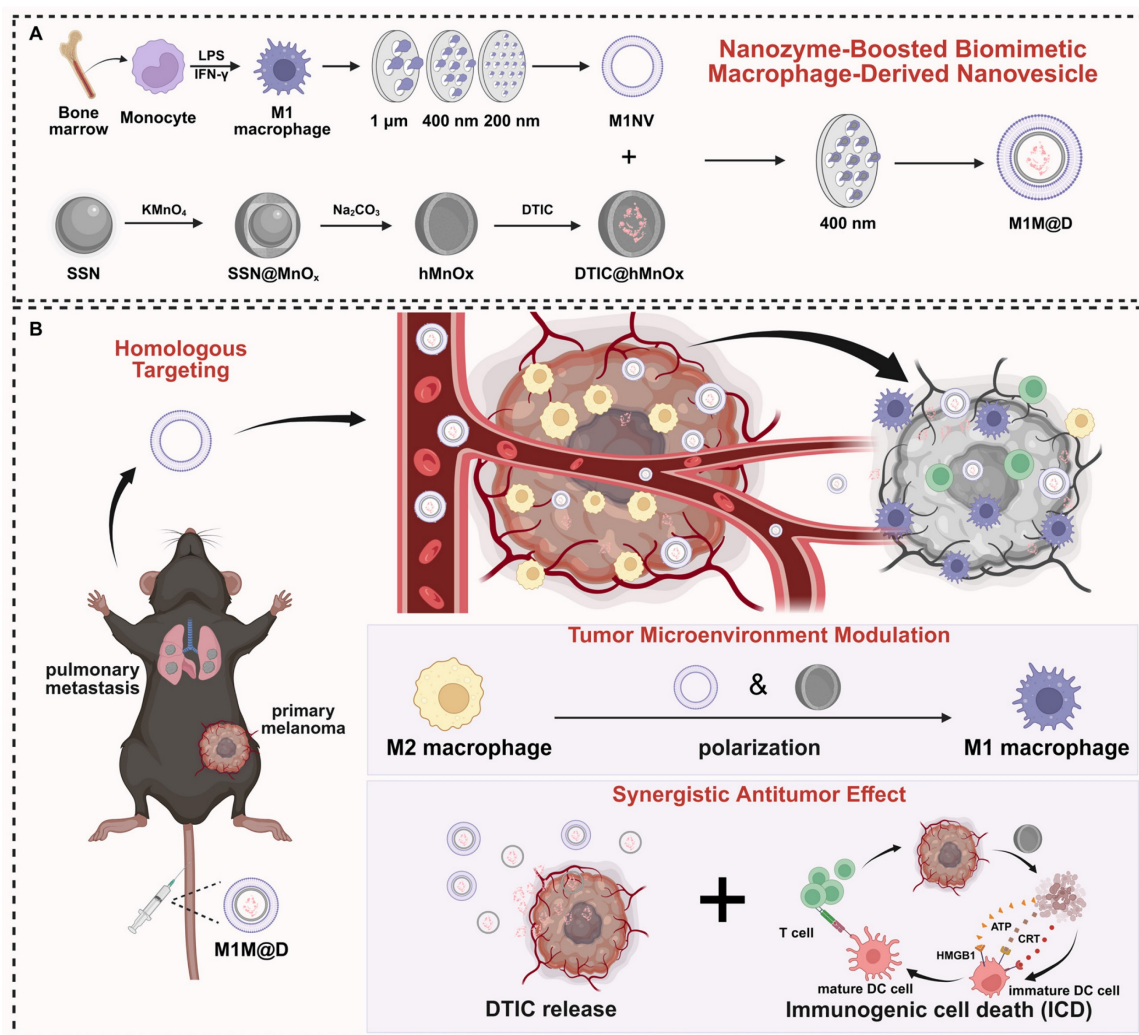 A
Nanozyme-Boosted Biomimetic
Macrophage-Derived Nanovesicle
LPS
IFN-γ
Bone
marrow
Monocyte
M1
macrophage
1 μm
400 nm
200 nm
M1NV
+
400 nm
M1M@D
KMnO₄
Na₂CO₃
DTIC
SSN
SSN@MnOₓ
hMnOx
DTIC@hMnOx
B
Homologous
Targeting
pulmonary
metastasis
primary
melanoma
M1M@D
Tumor Microenvironment Modulation
&
M2 macrophage
polarization
M1 macrophage
Synergistic Antitumor Effect
+
T cell
ATP
CRT
HMGB1
mature DC cell
immature DC cell
DTIC release
Immunogenic cell death (ICD)